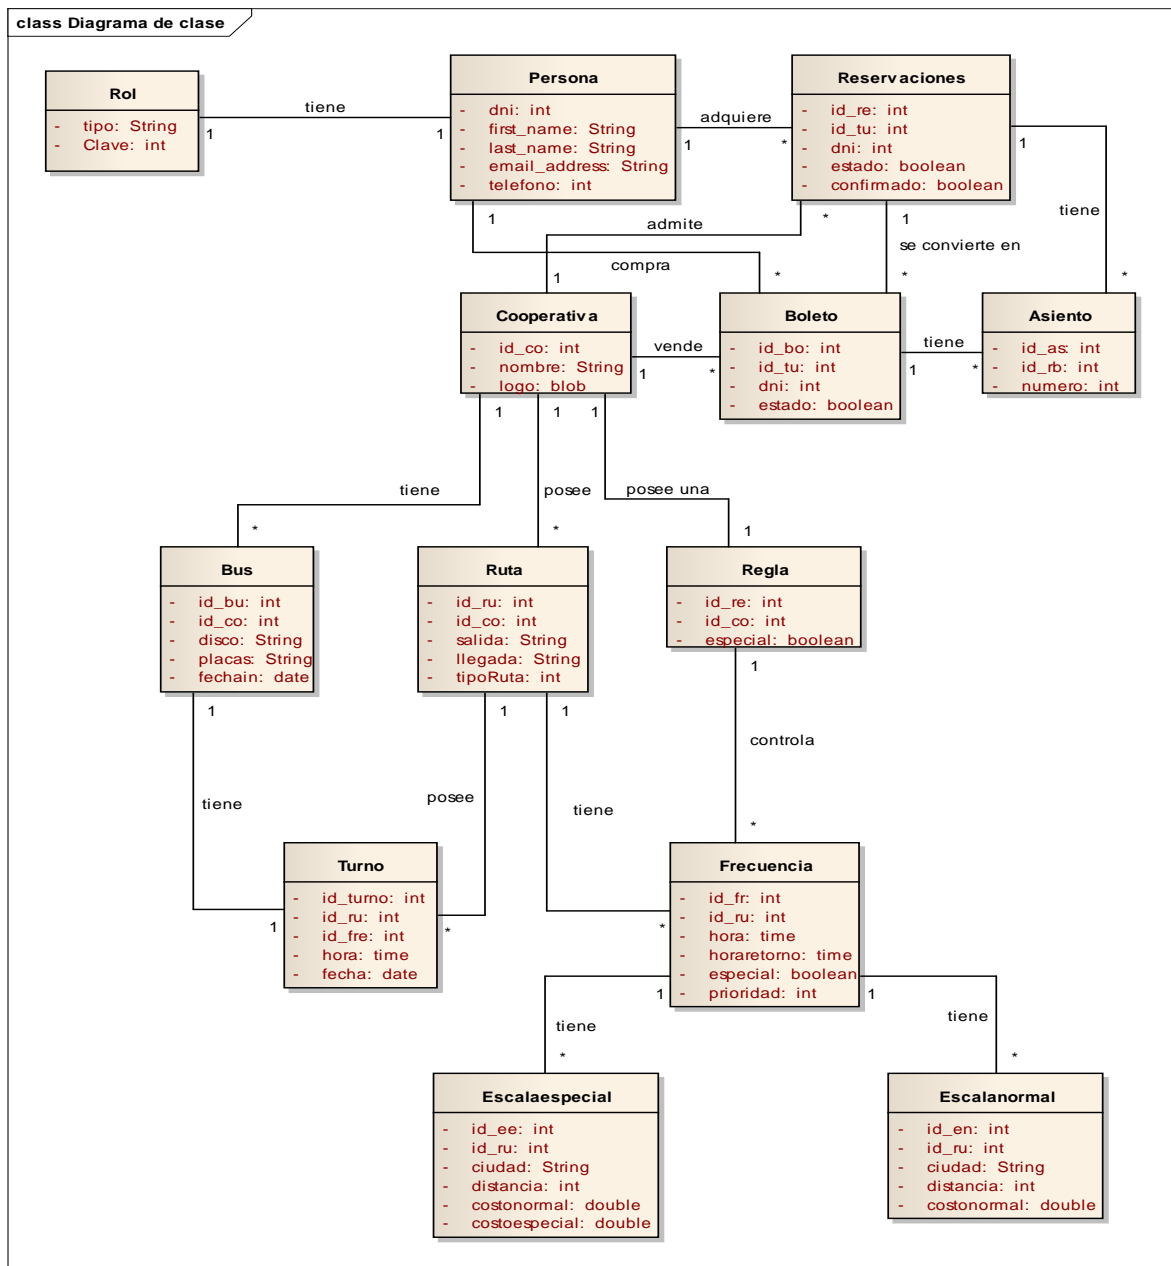 class Diagrama de clase
Rol
- tipo: String
- Clave: int
tiene
1
1
Persona
- dni: int
- first_name: String
- last_name: String
- email_address: String
- telefono: int
adquiere
1
*
Reservaciones
- id_re: int
- id_tu: int
- dni: int
- estado: boolean
- confirmado: boolean
1
admite
*
1
1
compra
*
1
se convierte en
*
tiene
*
Cooperativa
- id_co: int
- nombre: String
- logo: blob
vende
1
*
Boleto
- id_bo: int
- id_tu: int
- dni: int
- estado: boolean
tiene
1
*
Asiento
- id_as: int
- id_rb: int
- numero: int
1
1
1
tiene
posee
posee una
*
*
1
Bus
- id_bu: int
- id_co: int
- disco: String
- placas: String
- fechain: date
Ruta
- id_ru: int
- id_co: int
- salida: String
- llegada: String
- tipoRuta: int
Regla
- id_re: int
- id_co: int
- especial: boolean
1
1
1
1
controla
tiene
posee
tiene
*
Turno
- id_turno: int
- id_ru: int
- id_fre: int
- hora: time
- fecha: date
1
*
*
Frecuencia
- id_fr: int
- id_ru: int
- hora: time
- horaretorno: time
- especial: boolean
- prioridad: int
1
1
tiene
tiene
*
*
Escalaespecial
- id_ee: int
- id_ru: int
- ciudad: String
- distancia: int
- costonormal: double
- costoespecial: double
Escalanormal
- id_en: int
- id_ru: int
- ciudad: String
- distancia: int
- costonormal: double